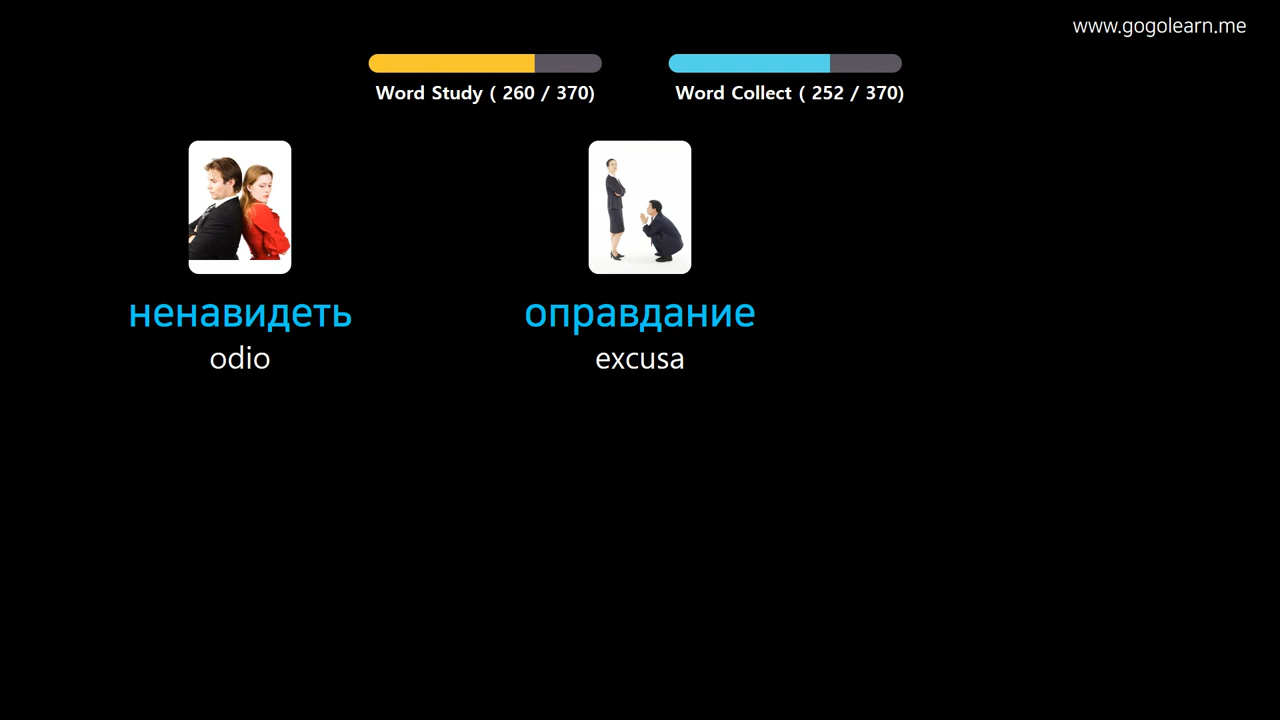 www.gogolearn.me
Word Study ( 260 / 370)
Word Collect ( 252 / 370)
ненавидеть
odio
оправдание
excusa